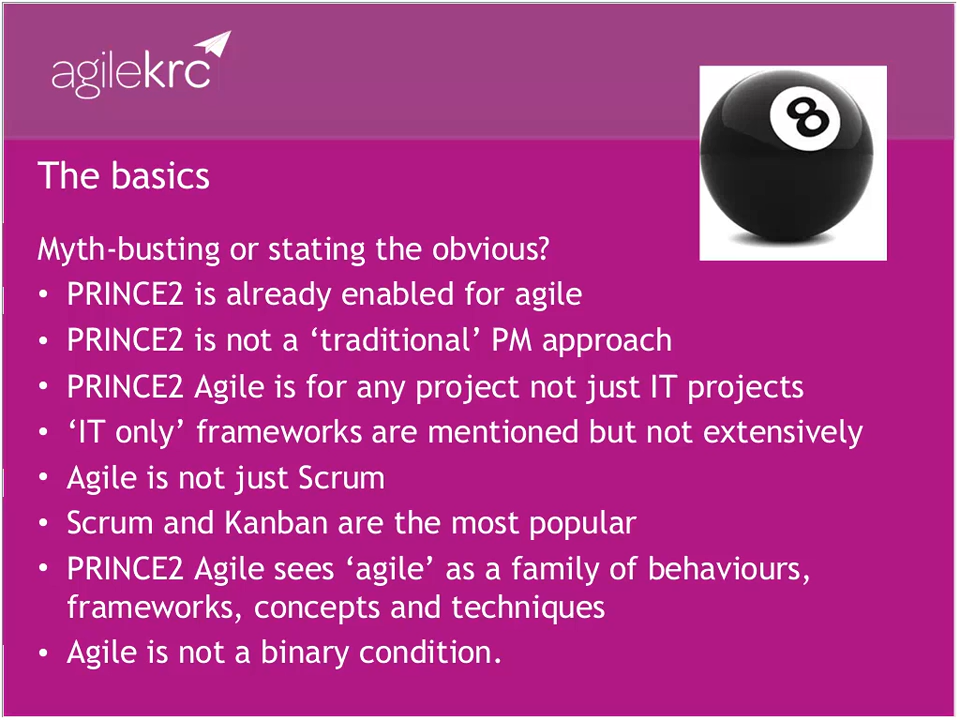 agilekrc
8
The basics
Myth-busting or stating the obvious?
• PRINCE2 is already enabled for agile
• PRINCE2 is not a ‘traditional’ PM approach
• PRINCE2 Agile is for any project not just IT projects
• ‘IT only’ frameworks are mentioned but not extensively
• Agile is not just Scrum
• Scrum and Kanban are the most popular
• PRINCE2 Agile sees ‘agile’ as a family of behaviours,
frameworks, concepts and techniques
• Agile is not a binary condition.